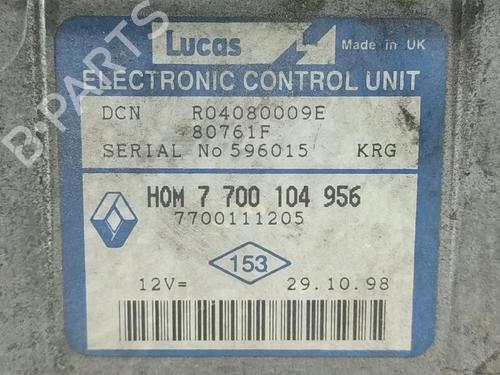 Lucas
Made in UK
ELECTRONIC CONTROL UNIT
DCN R04080009E
80761F
SERIAL No 596015 KRG
HOM 7 700 104 956
7700111205
153
12V= 29.10.98
B-PARTS